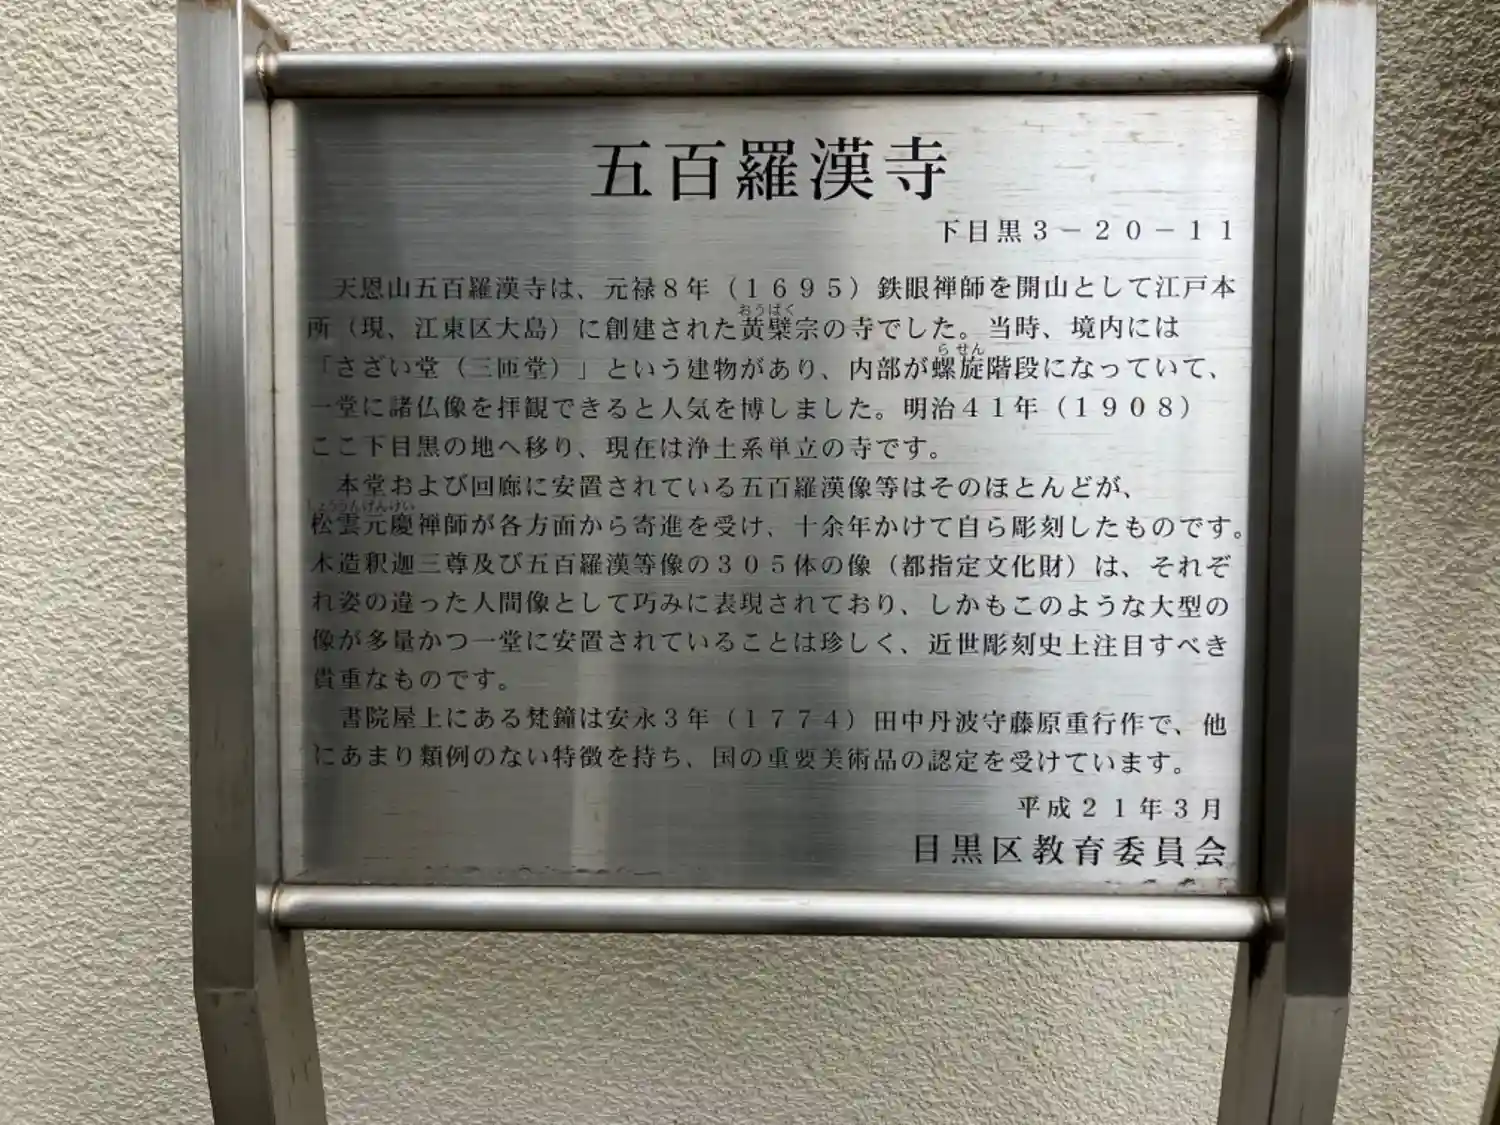 五百羅漢寺
下目黒３－２０－１１
天恩山五百羅漢寺は、元禄８年（１６９５）鉄眼禅師を開山として江戸本
おうばく
所（現、江東区大島）に創建された黄檗宗の寺でした。当時、境内には
らせん
「さざい堂（三匝堂）」という建物があり、内部が螺旋階段になっていて、
一堂に諸仏像を拝観できると人気を博しました。明治４１年（１９０８）
ここ下目黒の地へ移り、現在は浄土系単立の寺です。
本堂および回廊に安置されている五百羅漢像等はそのほとんどが、
しょううんげんけい
松雲元慶禅師が各方面から寄進を受け、十余年かけて自ら彫刻したものです。
木造釈迦三尊及び五百羅漢等像の３０５体の像（都指定文化財）は、それぞ
れ姿の違った人間像として巧みに表現されており、しかもこのような大型の
像が多量かつ一堂に安置されていることは珍しく、近世彫刻史上注目すべき
貴重なものです。
書院屋上にある梵鐘は安永３年（１７７４）田中丹波守藤原重行作で、他
にあまり類例のない特徴を持ち、国の重要美術品の認定を受けています。
平成２１年３月
目黒区教育委員会